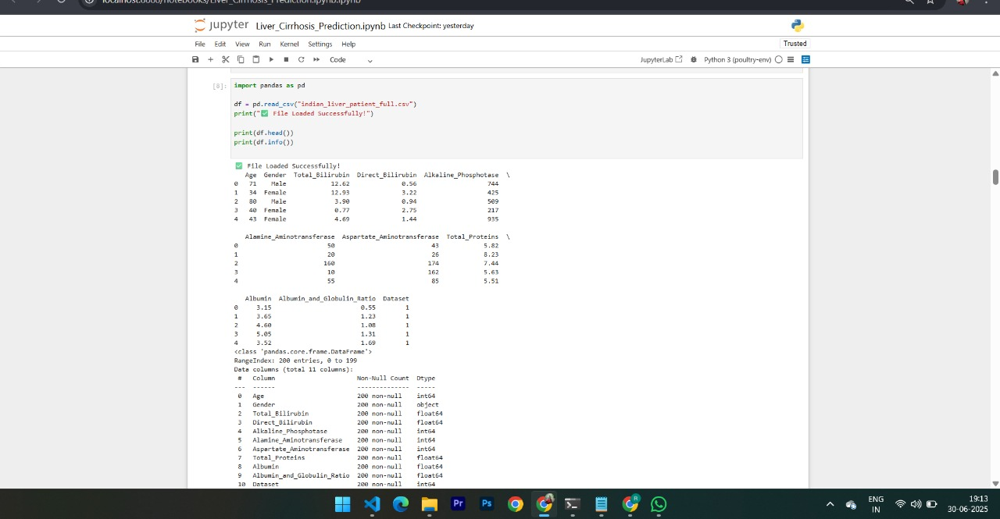 localhost:8888/notebooks/Liver_Cirrhosis_Prediction.ipynb.ipynb
jupyter Liver_Cirrhosis_Prediction.ipynb Last Checkpoint: yesterday
File Edit View Run Kernel Settings Help Trusted
Code JupyterLab Python 3 (poultry-env)
[8]: import pandas as pd
df = pd.read_csv("indian_liver_patient_full.csv")
print("✅ File Loaded Successfully!")
print(df.head())
print(df.info())
✅ File Loaded Successfully!
Age Gender Total_Bilirubin Direct_Bilirubin Alkaline_Phosphotase \
0 71 Male 12.62 0.56 744
1 34 Female 12.93 3.22 425
2 80 Male 3.90 0.94 509
3 40 Female 0.77 2.75 217
4 43 Female 4.69 1.44 935
Alamine_Aminotransferase Aspartate_Aminotransferase Total_Proteins \
0 50 43 5.82
1 20 26 8.23
2 160 174 7.44
3 10 162 5.63
4 55 85 5.51
Albumin Albumin_and_Globulin_Ratio Dataset
0 3.15 0.55 1
1 3.65 1.23 1
2 4.60 1.08 1
3 5.05 1.31 1
4 3.52 1.69 1
<class 'pandas.core.frame.DataFrame'>
RangeIndex: 200 entries, 0 to 199
Data columns (total 11 columns):
# Column Non-Null Count Dtype
--- ------ -------------- -----
0 Age 200 non-null int64
1 Gender 200 non-null object
2 Total_Bilirubin 200 non-null float64
3 Direct_Bilirubin 200 non-null float64
4 Alkaline_Phosphotase 200 non-null int64
5 Alamine_Aminotransferase 200 non-null int64
6 Aspartate_Aminotransferase 200 non-null int64
7 Total_Proteins 200 non-null float64
8 Albumin 200 non-null float64
9 Albumin_and_Globulin_Ratio 200 non-null float64
10 Dataset 200 non-null int64
Pr Ps R
ENG
IN
19:13
30-06-2025